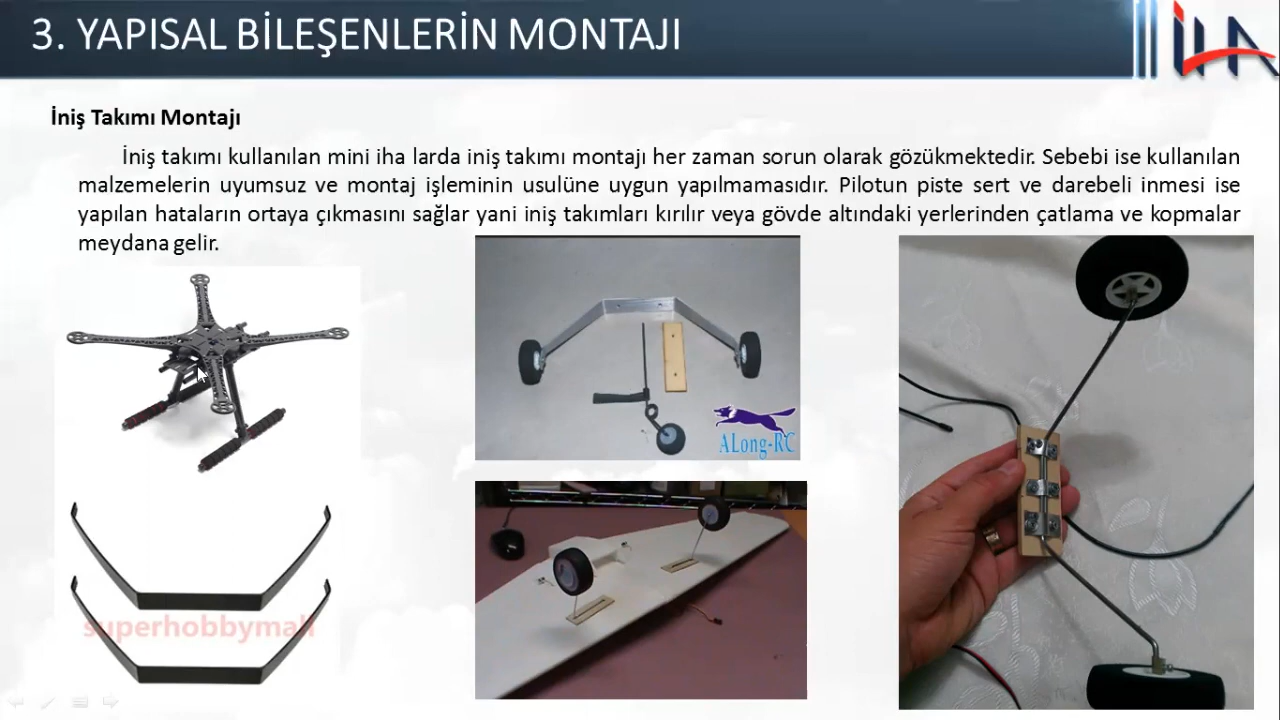 3. YAPISAL BİLEŞENLERİN MONTAJI
İHA
İniş Takımı Montajı
İniş takımı kullanılan mini iha larda iniş takımı montajı her zaman sorun olarak gözükmektedir. Sebebi ise kullanılan
malzemelerin uyumsuz ve montaj işleminin usulüne uygun yapılmamasıdır. Pilotun piste sert ve darebeli inmesi ise
yapılan hataların ortaya çıkmasını sağlar yani iniş takımları kırılır veya gövde altındaki yerlerinden çatlama ve kopmalar
meydana gelir.
ALong-RC
superhobbymall